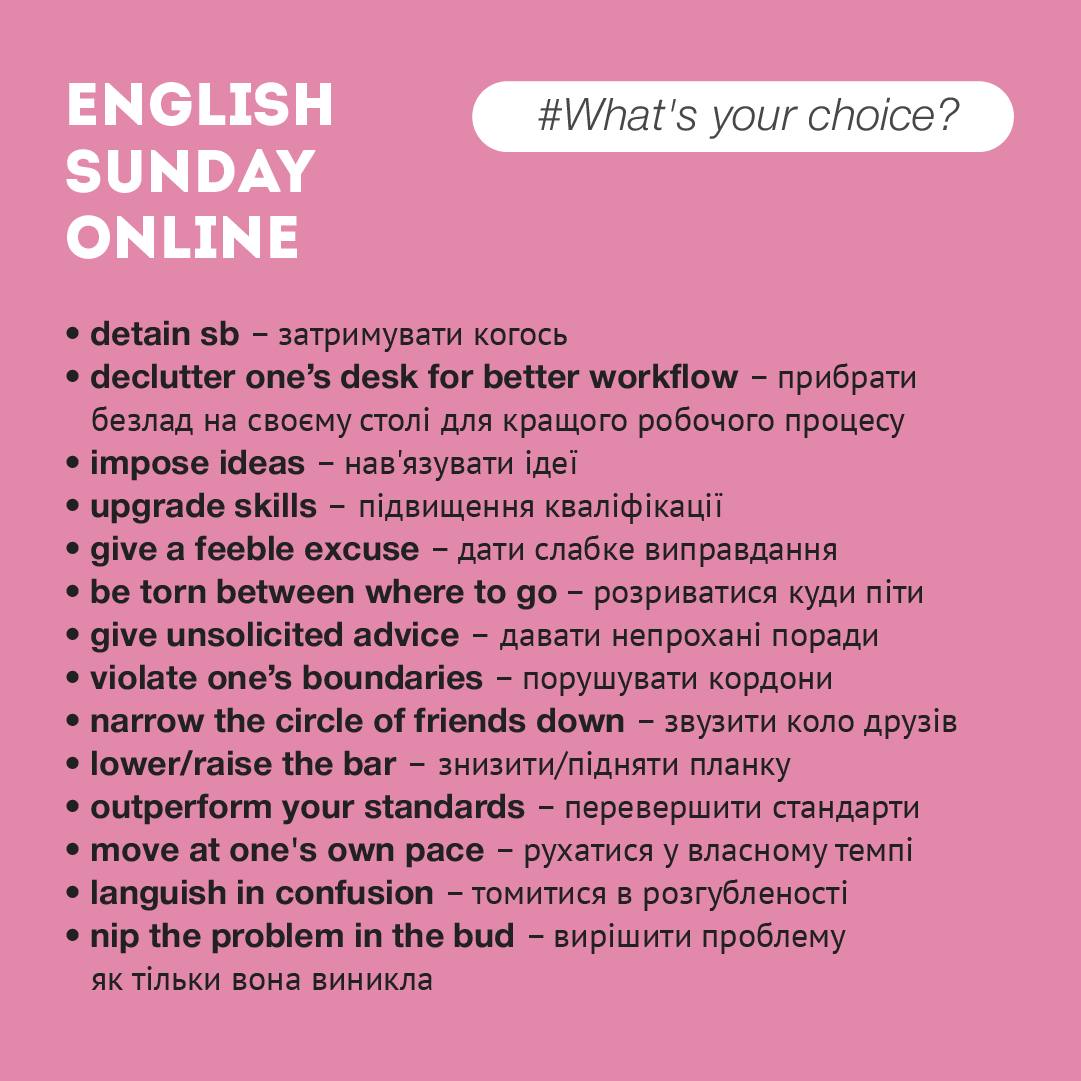 ENGLISH
SUNDAY
ONLINE
#What's your choice?
• detain sb – затримувати когось
• declutter one’s desk for better workflow – прибрати
безлад на своєму столі для кращого робочого процесу
• impose ideas – нав'язувати ідеї
• upgrade skills – підвищення кваліфікації
• give a feeble excuse – дати слабке виправдання
• be torn between where to go – розриватися куди піти
• give unsolicited advice – давати непрохані поради
• violate one’s boundaries – порушувати кордони
• narrow the circle of friends down – звузити коло друзів
• lower/raise the bar – знизити/підняти планку
• outperform your standards – перевершити стандарти
• move at one's own pace – рухатися у власному темпі
• languish in confusion – томитися в розгубленості
• nip the problem in the bud – вирішити проблему
як тільки вона виникла